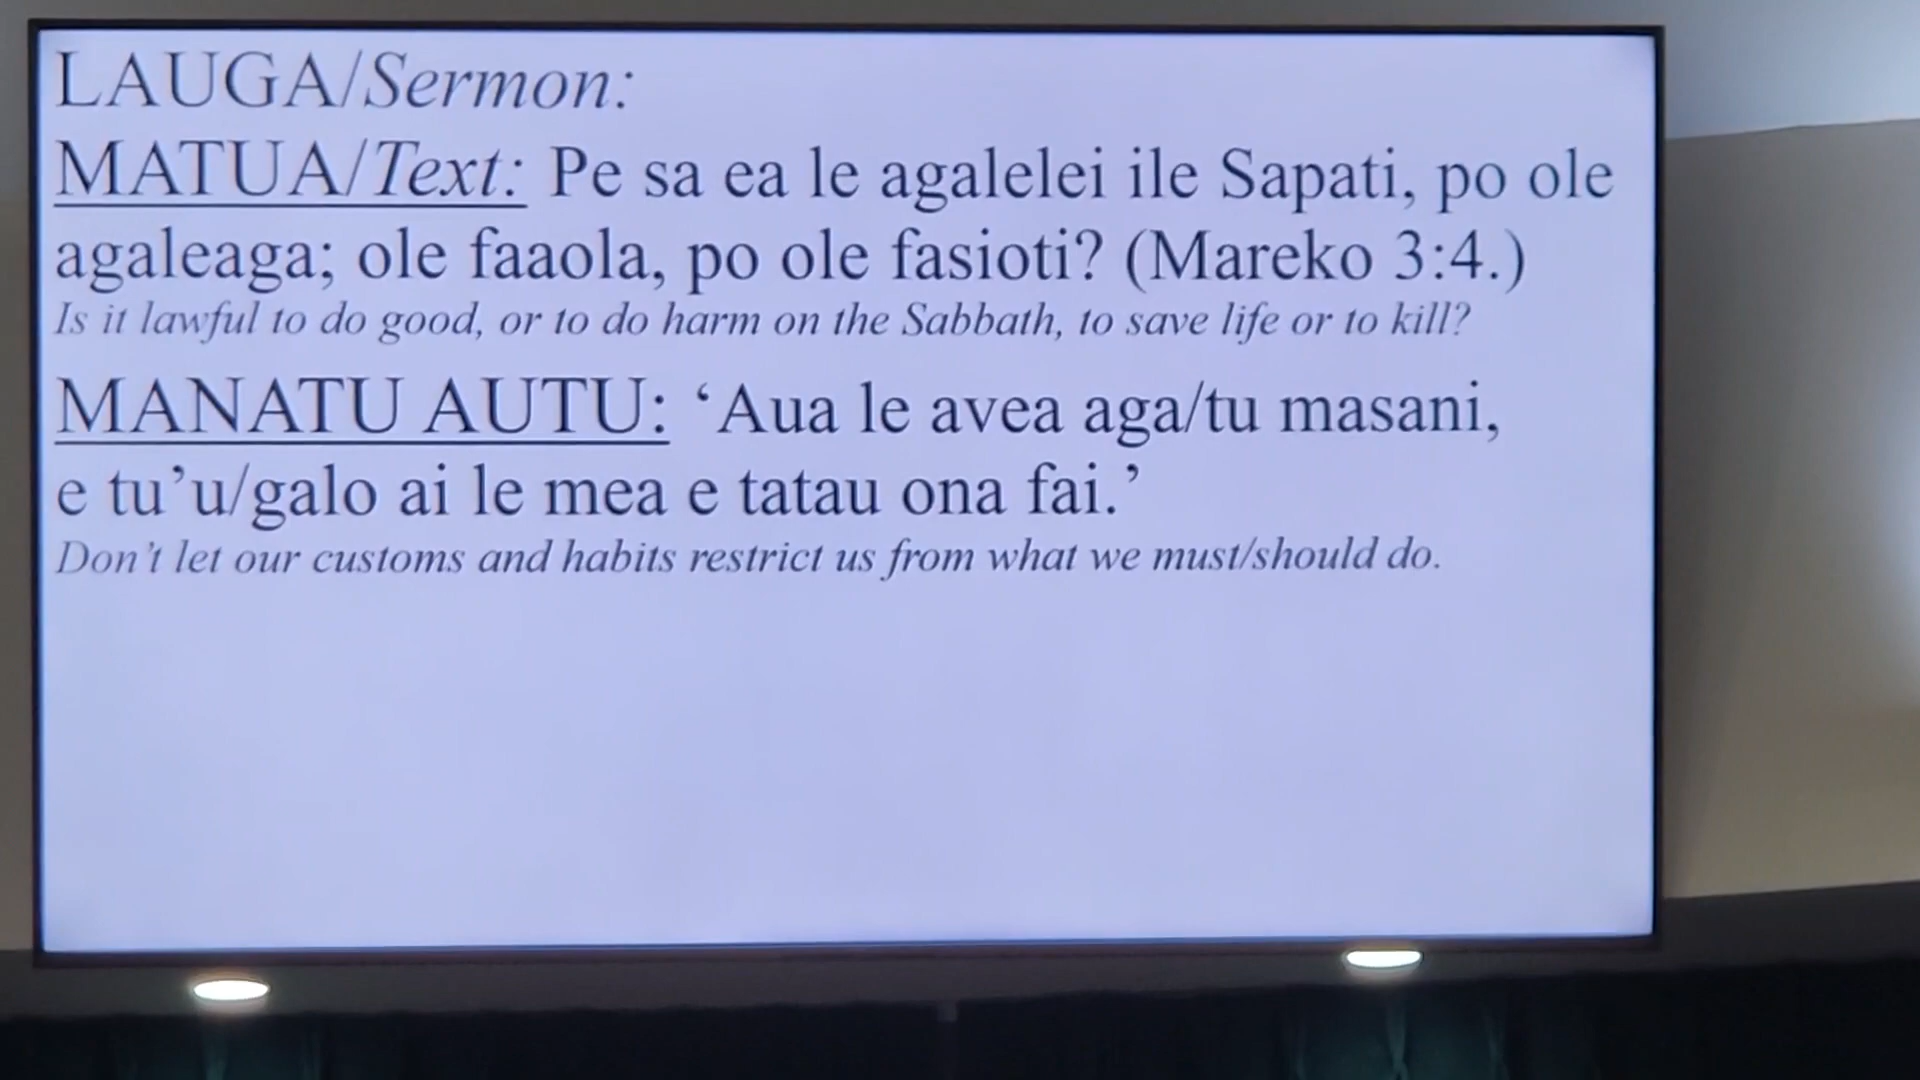 LAUGA/Sermon:
MATUA/Text: Pe sa ea le agalelei ile Sapati, po ole
agaleaga; ole faaola, po ole fasioti? (Mareko 3:4.)
Is it lawful to do good, or to do harm on the Sabbath, to save life or to kill?
MANATU AUTU: ‘Aua le avea aga/tu masani,
e tu’u/galo ai le mea e tatau ona fai.’
Don’t let our customs and habits restrict us from what we must/should do.